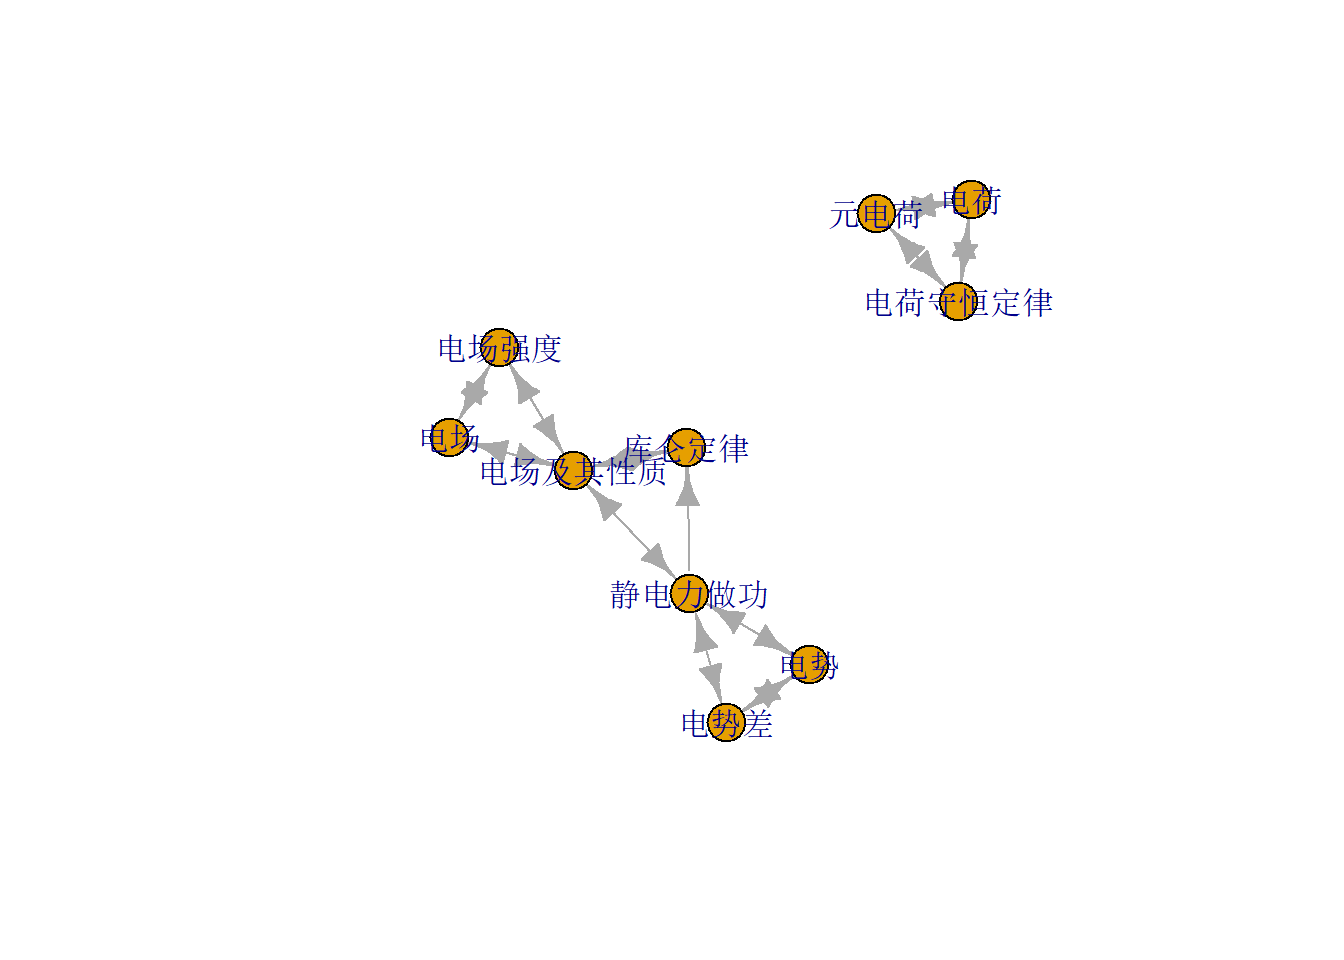 电荷
元电荷
电荷守恒定律
电场强度
电场
库仑定律
电场及其性质
静电力做功
电势
电势差